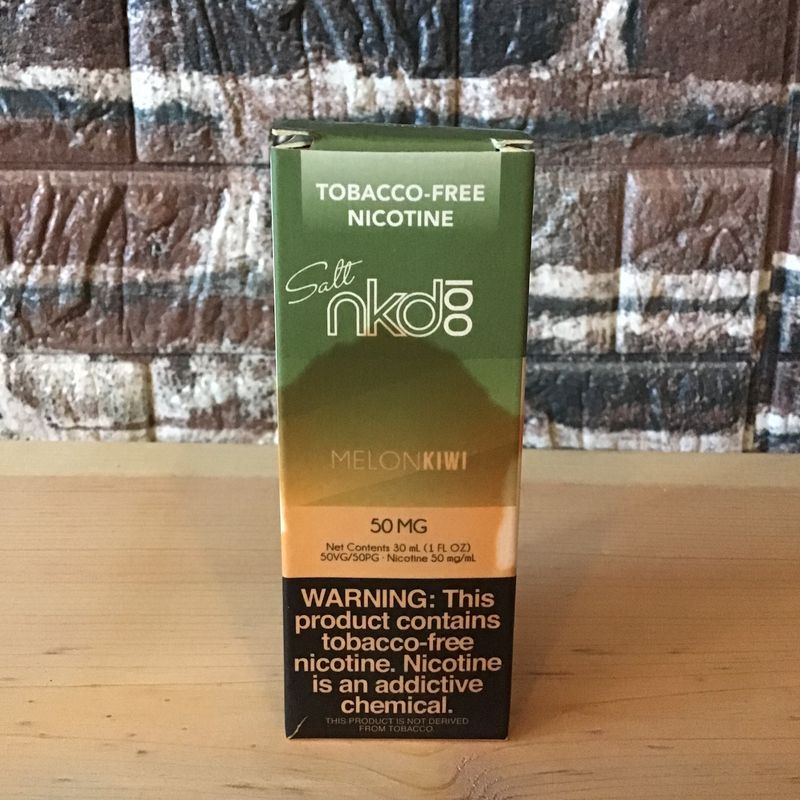 TOBACCO-FREE
NICOTINE
Salt
nkd100
MELONKIWI
50 MG
Net Contents 30 mL (1 FL OZ)
50VG/50PG · Nicotine 50 mg/mL
WARNING: This
product contains
tobacco-free
nicotine. Nicotine
is an addictive
chemical.
THIS PRODUCT IS NOT DERIVED
FROM TOBACCO.